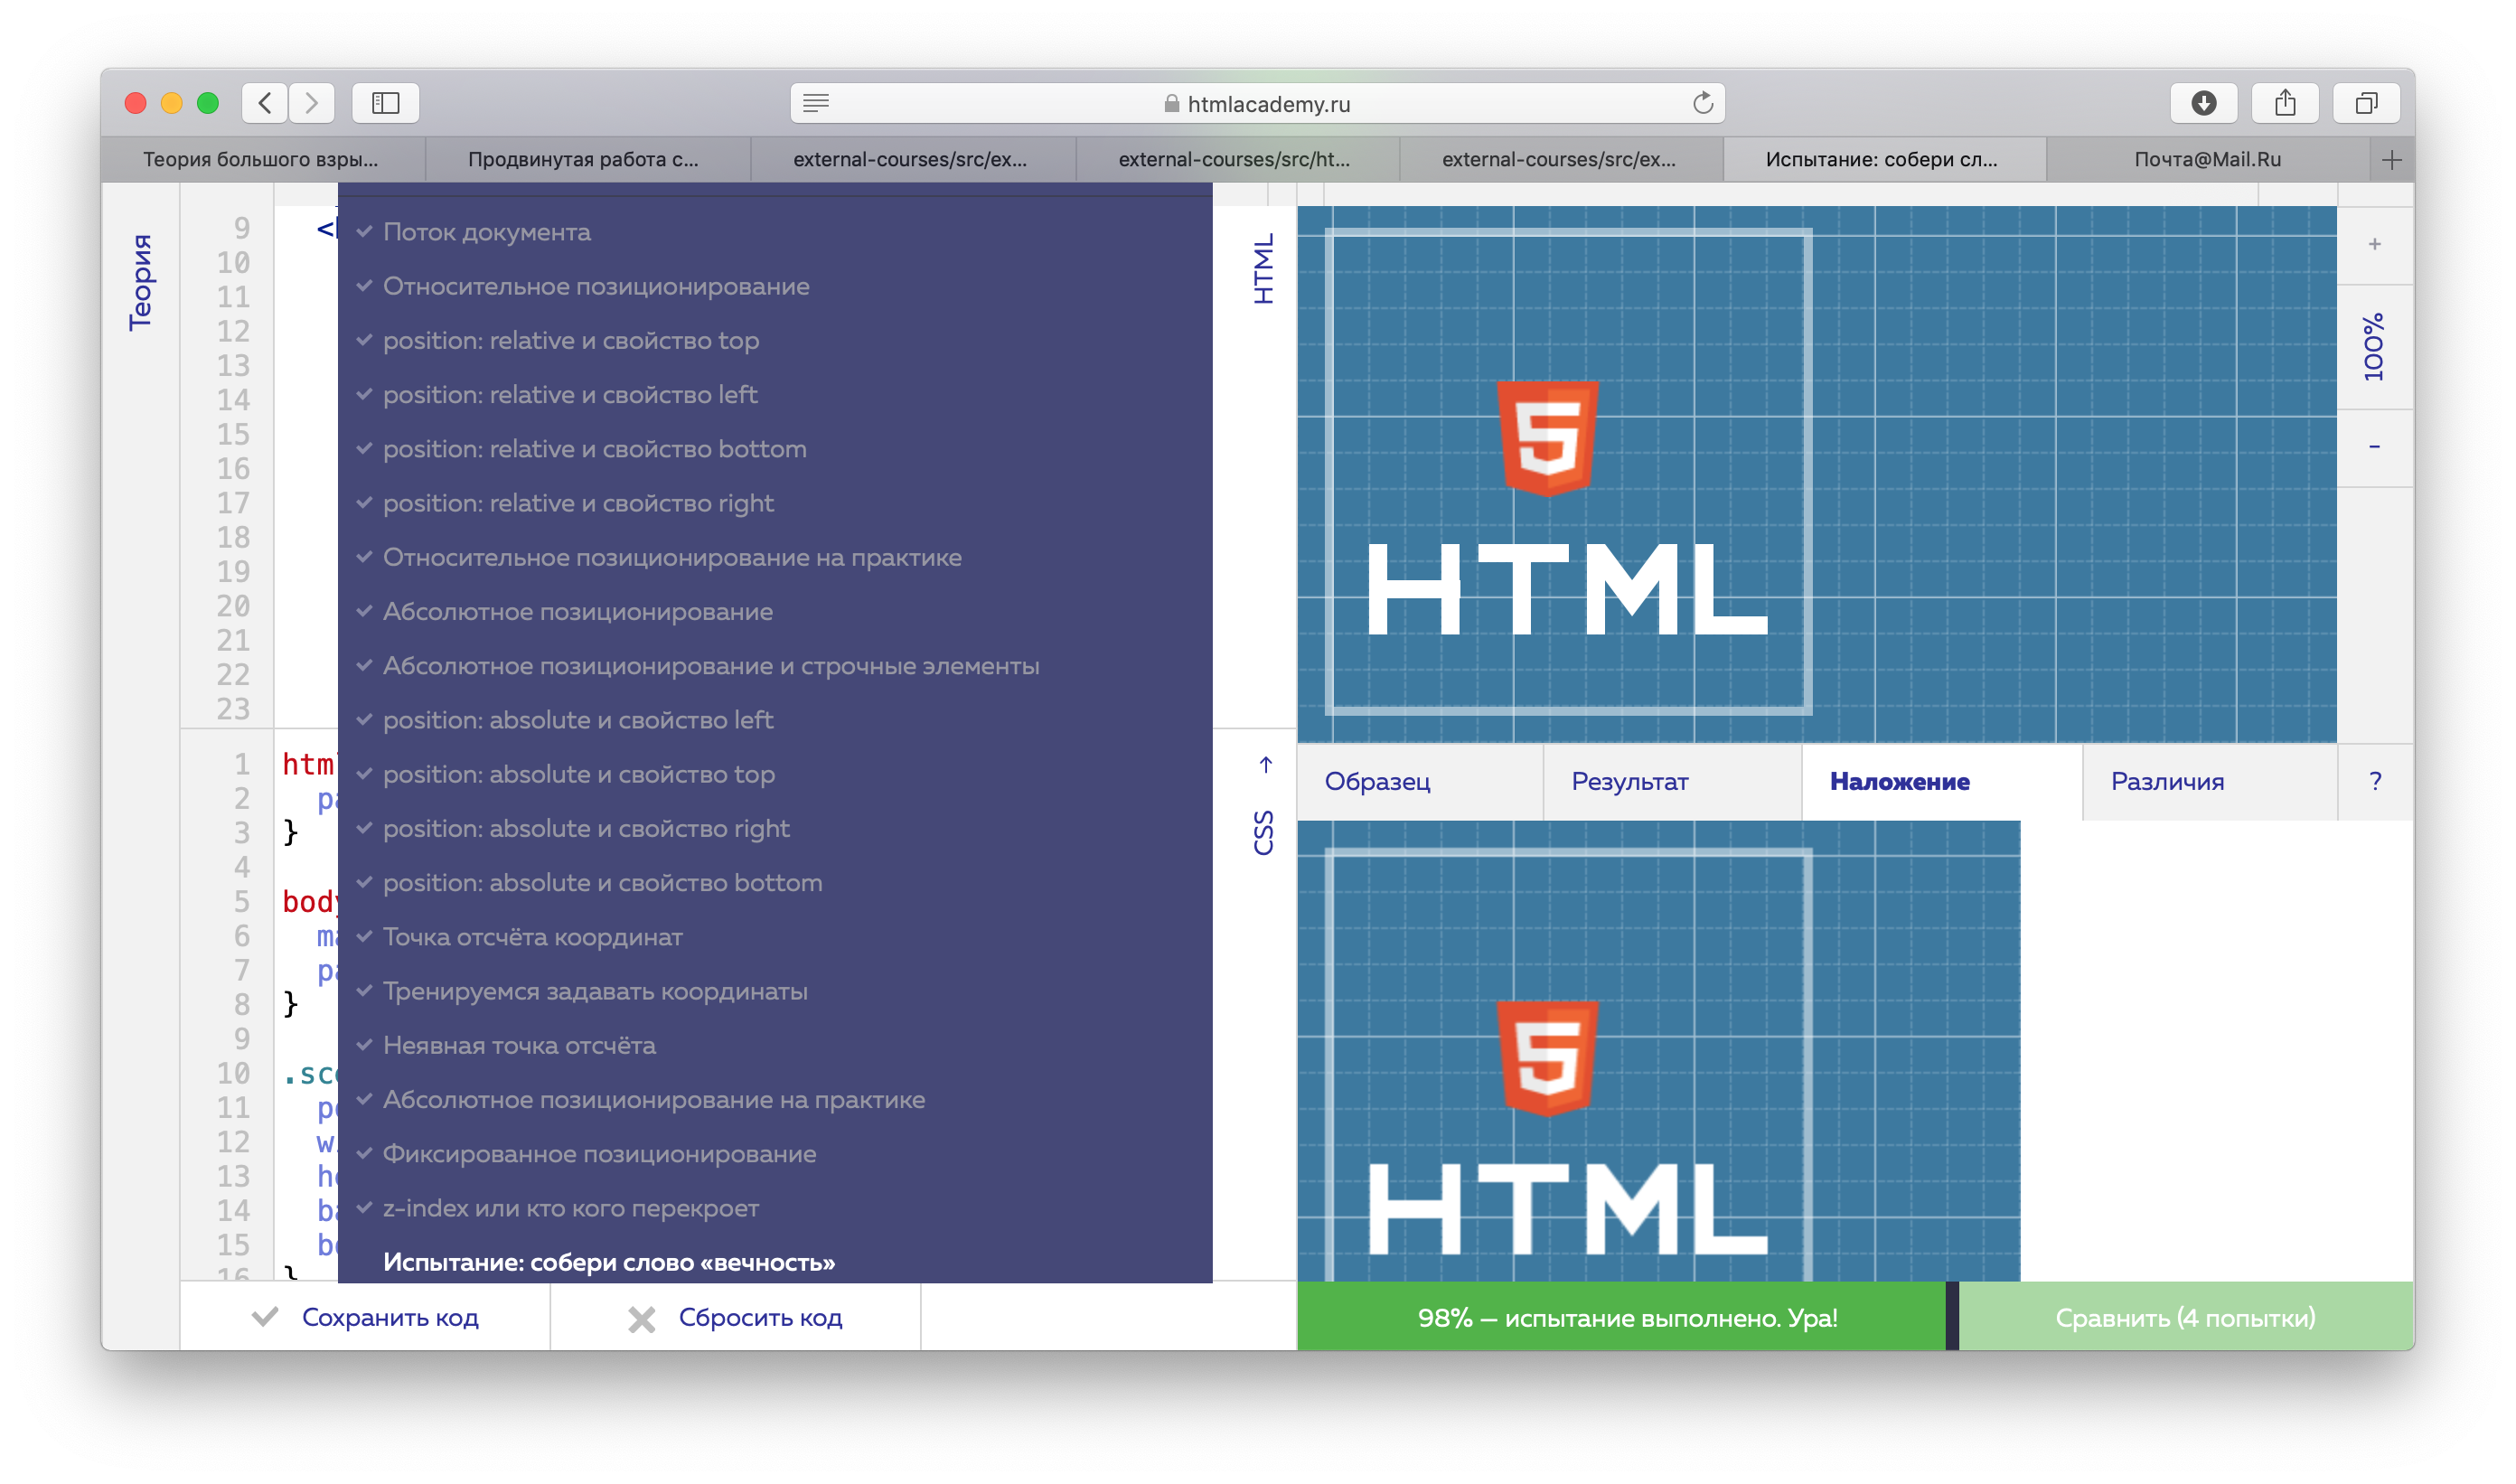 htmlacademy.ru
Теория большого взры...
Продвинутая работа с...
external-courses/src/ex...
external-courses/src/ht...
external-courses/src/ex...
Испытание: собери сл...
Почта@Mail.Ru
Теория
9
10
11
12
13
14
15
16
17
18
19
20
21
22
23
Поток документа
Относительное позиционирование
position: relative и свойство top
position: relative и свойство left
position: relative и свойство bottom
position: relative и свойство right
Относительное позиционирование на практике
Абсолютное позиционирование
Абсолютное позиционирование и строчные элементы
position: absolute и свойство left
position: absolute и свойство top
position: absolute и свойство right
position: absolute и свойство bottom
Точка отсчёта координат
Тренируемся задавать координаты
Неявная точка отсчёта
Абсолютное позиционирование на практике
Фиксированное позиционирование
z-index или кто кого перекроет
Испытание: собери слово «вечность»
1
2
3 }
4
5 body
6
7
8 }
9
10
11
12
13
14
15
16 }
HTML
CSS
HTML
+
100%
-
Образец
Результат
Наложение
Различия
?
HTML
Сохранить код
Сбросить код
98% — испытание выполнено. Ура!
Сравнить (4 попытки)